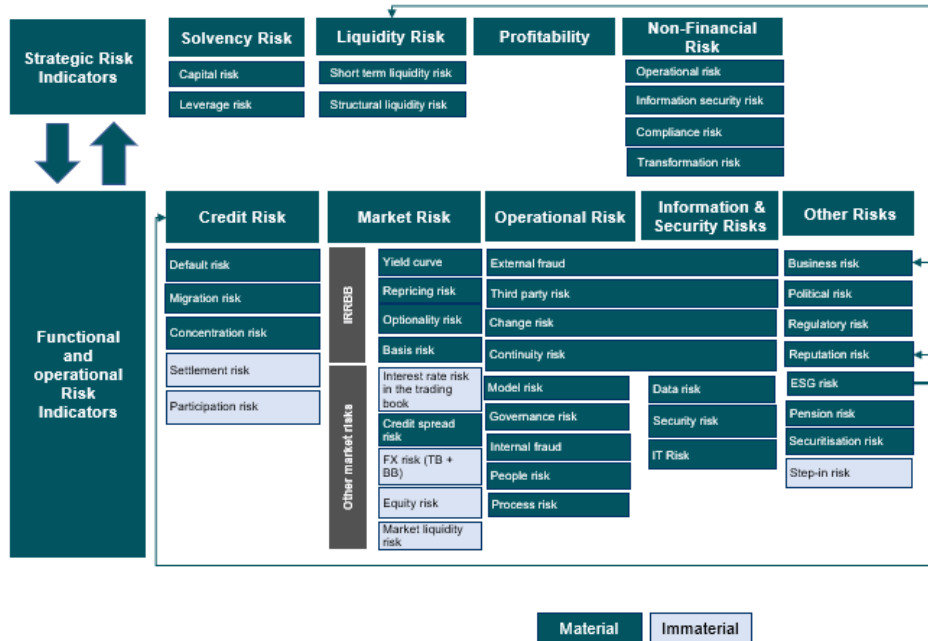 Strategic Risk
Indicators
Solvency Risk
Capital risk
Leverage risk
Liquidity Risk
Short term liquidity risk
Structural liquidity risk
Profitability
Non-Financial
Risk
Operational risk
Information security risk
Compliance risk
Transformation risk
Functional
and
operational
Risk
Indicators
Credit Risk
Default risk
Migration risk
Concentration risk
Settlement risk
Participation risk
Market Risk
IRRBB
Yield curve
Repricing risk
Optionality risk
Basis risk
Other market risks
Interest rate risk
in the trading
book
Credit spread
risk
FX risk (TB +
BB)
Equity risk
Market liquidity
risk
Operational Risk
Information &
Security Risks
External fraud
Third party risk
Change risk
Continuity risk
Model risk
Governance risk
Internal fraud
People risk
Process risk
Data risk
Security risk
IT Risk
Other Risks
Business risk
Political risk
Regulatory risk
Reputation risk
ESG risk
Pension risk
Securitisation risk
Step-in risk
Material
Immaterial